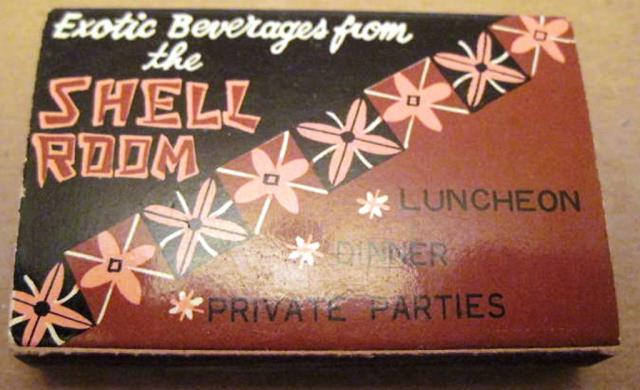 Exotic Beverages from
the
SHELL
ROOM
LUNCHEON
DINNER
PRIVATE PARTIES